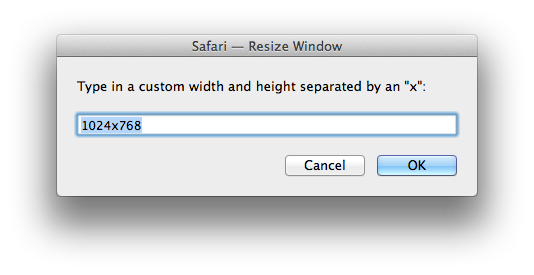 Safari — Resize Window
Type in a custom width and height separated by an "x":
1024x768
Cancel
OK